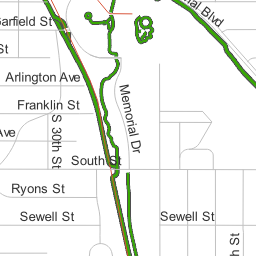 Garfield St
Blvd
Arlington Ave
Franklin St
Memorial Dr
Ave
S 30th St
South St
Ryons St
Sewell St
Sewell St
th St